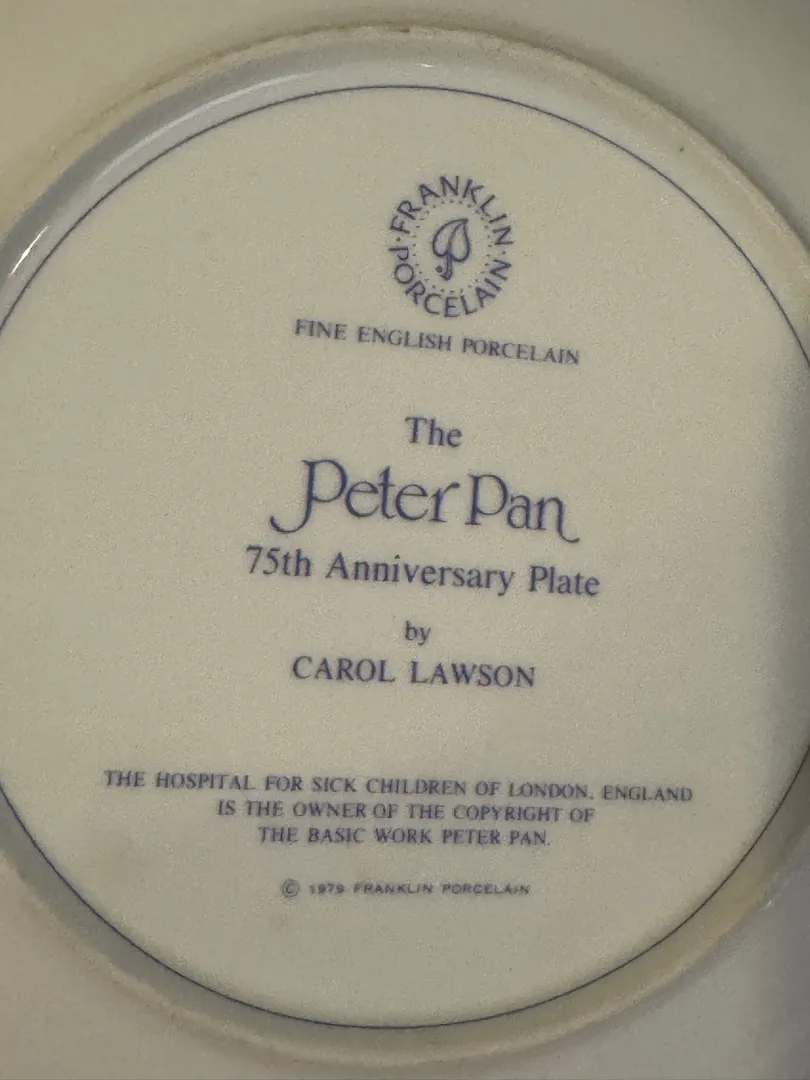 FRANKLIN
PORCELAIN
FINE ENGLISH PORCELAIN
The
Peter Pan
75th Anniversary Plate
by
CAROL LAWSON
THE HOSPITAL FOR SICK CHILDREN OF LONDON, ENGLAND
IS THE OWNER OF THE COPYRIGHT OF
THE BASIC WORK PETER PAN.
© 1979 FRANKLIN PORCELAIN